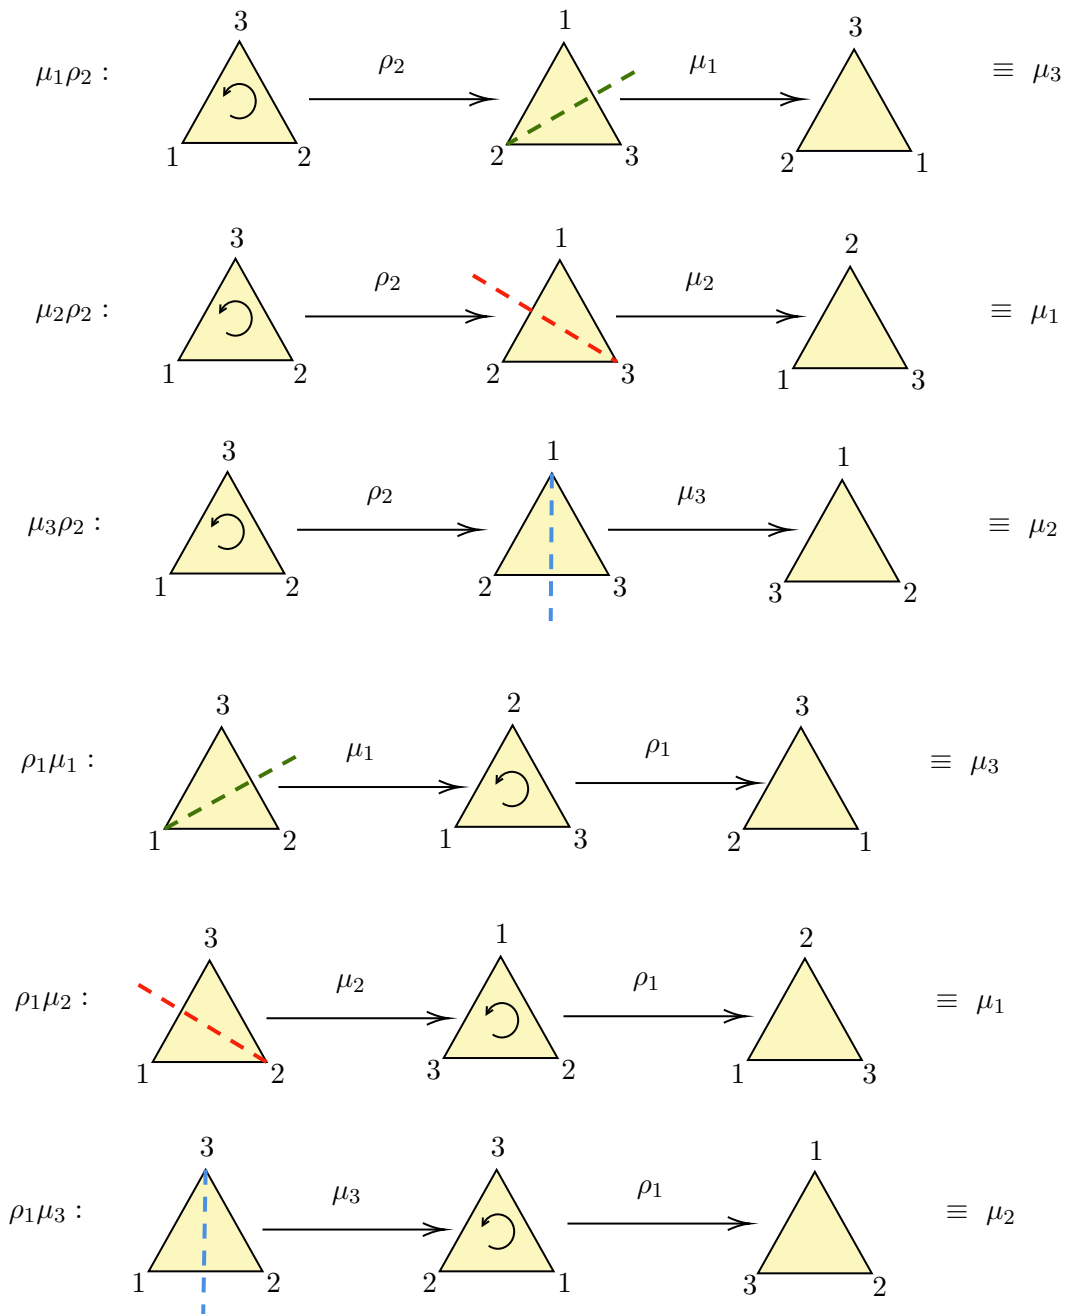 3 1 3
μ₁ρ₂ : ρ₂ μ₁ ≡ μ₃
1 2 2 3 2 1
3 1 2
μ₂ρ₂ : ρ₂ μ₂ ≡ μ₁
1 2 2 3 1 3
3 1 1
μ₃ρ₂ : ρ₂ μ₃ ≡ μ₂
1 2 2 3 3 2
3 2 3
ρ₁μ₁ : μ₁ ρ₁ ≡ μ₃
1 2 1 3 2 1
3 1 2
ρ₁μ₂ : μ₂ ρ₁ ≡ μ₁
1 2 3 2 1 3
3 3 1
ρ₁μ₃ : μ₃ ρ₁ ≡ μ₂
1 2 2 1 3 2